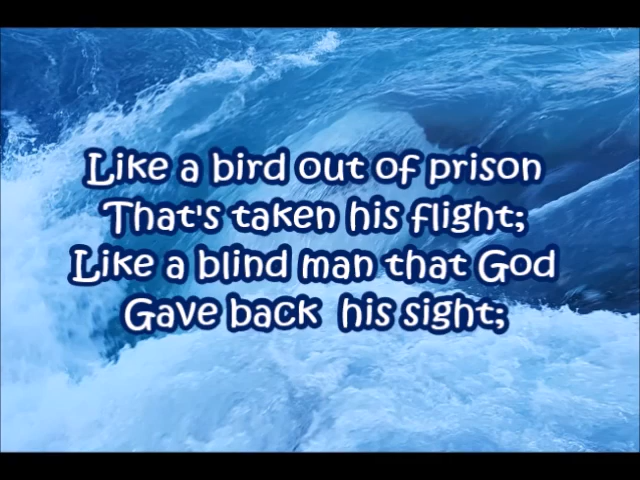 Like a bird out of prison
That's taken his flight;
Like a blind man that God
Gave back  his sight;